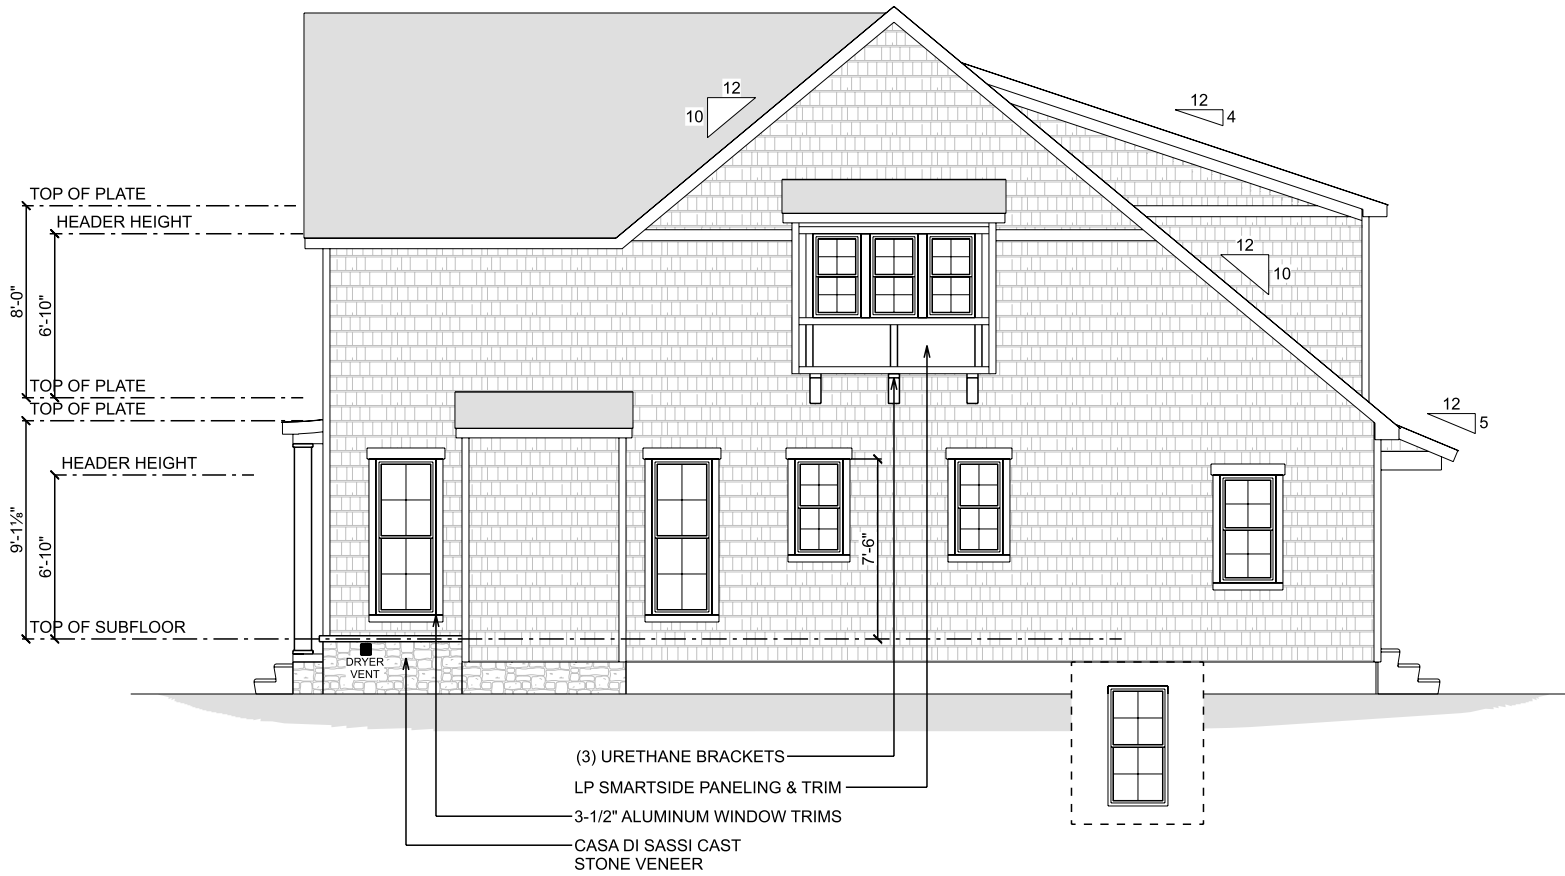 12
10
12
4
TOP OF PLATE
HEADER HEIGHT
12
10
8'-0"
6'-10"
TOP OF PLATE
TOP OF PLATE
12
5
HEADER HEIGHT
9'-11⅛"
6'-10"
7'-6"
TOP OF SUBFLOOR
DRYER
VENT
(3) URETHANE BRACKETS
LP SMARTSIDE PANELING & TRIM
3-1/2" ALUMINUM WINDOW TRIMS
CASA DI SASSI CAST
STONE VENEER